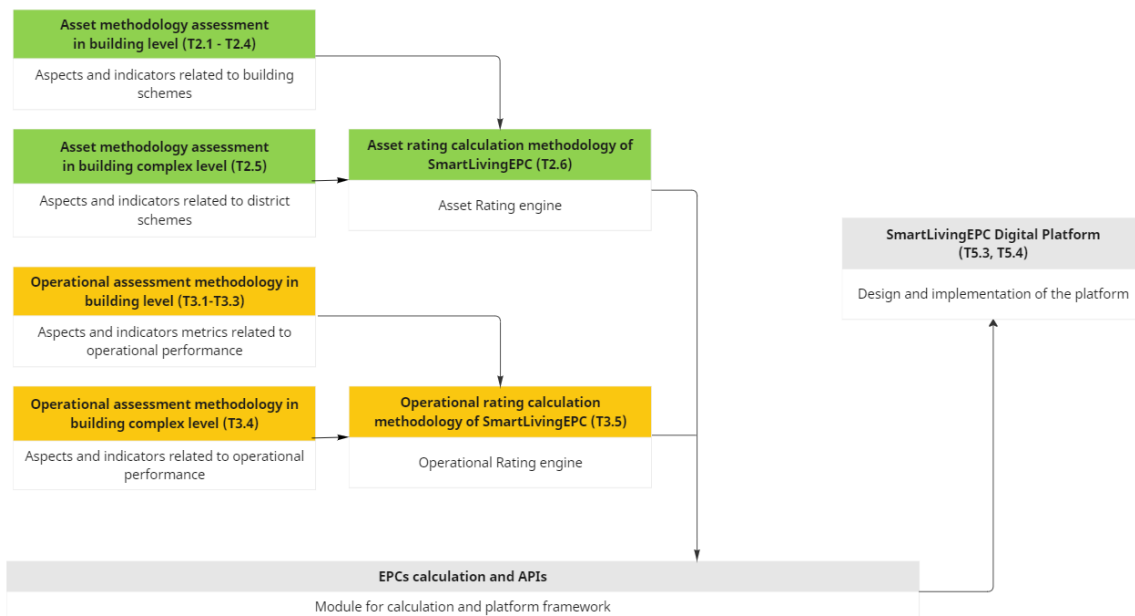 Asset methodology assessment
in building level (T2.1 - T2.4)
Aspects and indicators related to building
schemes
Asset methodology assessment
in building complex level (T2.5)
Aspects and indicators related to district
schemes
Asset rating calculation methodology of
SmartLivingEPC (T2.6)
Asset Rating engine
Operational assessment methodology in
building level (T3.1-T3.3)
Aspects and indicators metrics related to
operational performance
Operational assessment methodology in
building complex level (T3.4)
Aspects and indicators related to operational
performance
Operational rating calculation
methodology of SmartLivingEPC (T3.5)
Operational Rating engine
SmartLivingEPC Digital Platform
(T5.3, T5.4)
Design and implementation of the platform
EPCs calculation and APIs
Module for calculation and platform framework